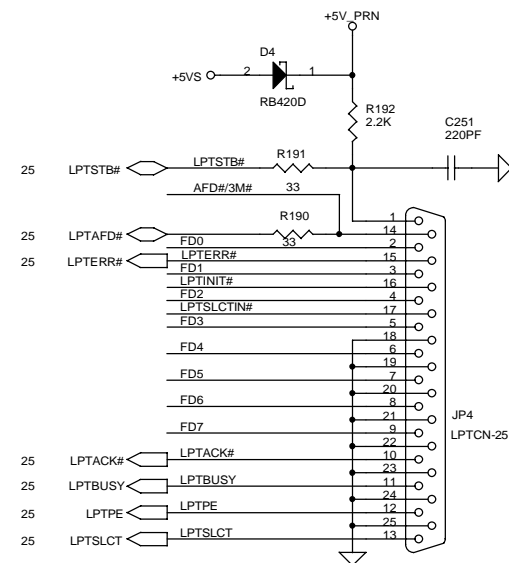 +5V_PRN
D4
+5VS 2 1
RB420D
R192
2.2K
C251
220PF
25 LPTSTB# LPTSTB# R191
33
AFD#/3M#
R190
33
1
25 LPTAFD# 14
FD0 2
25 LPTERR# LPTERR# 15
FD1 3
LPTINIT# 16
FD2 4
LPTSLCTIN# 17
FD3 5
18
FD4 6
19
FD5 7
20
FD6 8
21
FD7 9
22
JP4
LPTCN-25
25 LPTACK# LPTACK# 10
23
25 LPTBUSY LPTBUSY 11
24
25 LPTPE LPTPE 12
25
25 LPTSLCT LPTSLCT 13